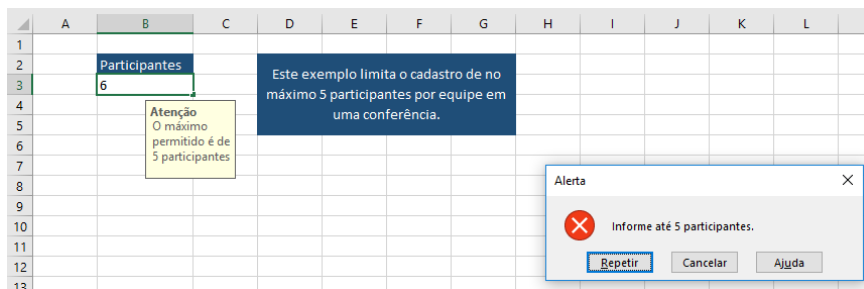 A B C D E F G H I J K L
1
2 Participantes
3 6
4
5
6
7
8
9
10
11
12
13
Este exemplo limita o cadastro de no
máximo 5 participantes por equipe em
uma conferência.
Atenção
O máximo
permitido é de
5 participantes
Alerta
Informe até 5 participantes.
Repetir Cancelar Ajuda